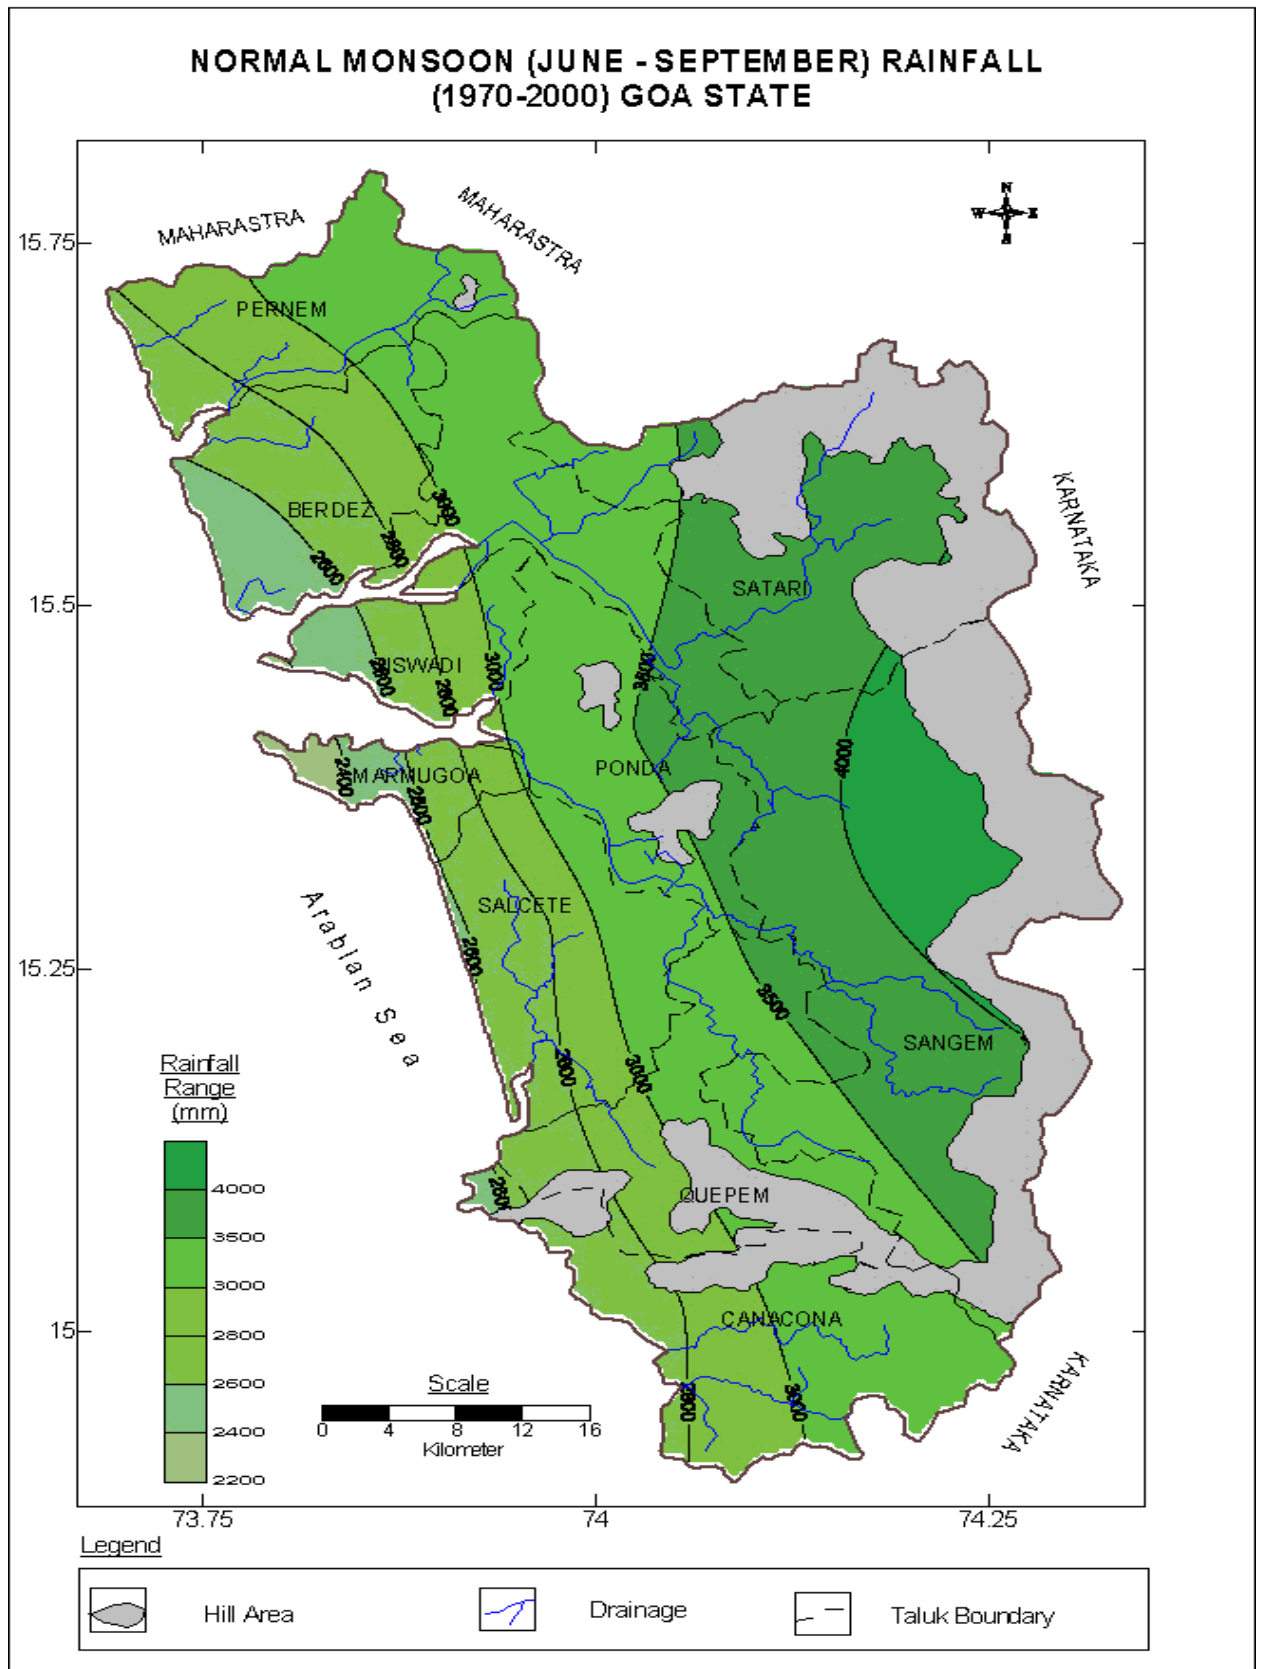 NORMAL MONSOON (JUNE - SEPTEMBER) RAINFALL
(1970-2000) GOA STATE
MAHARASTRA
MAHARASTRA
N
W
E
S
15.75
PERNEM
KARNATAKA
3000
BERDEZ
2800
2600
SATARI
15.5
TISWADI
2600
2800
3000
3500
4000
PONDA
MARMUGOA
2400
2600
SALCETE
Arabian Sea
2600
15.25
3500
SANGEM
2800
3000
Rainfall
Range
(mm)
4000
3500
3000
2800
2600
2400
2200
QUEPEM
260
CANACONA
15
2800
3000
KARNATAKA
Scale
0 4 8 12 16
Kilometer
73.75 74 74.25
Legend
Hill Area
Drainage
Taluk Boundary